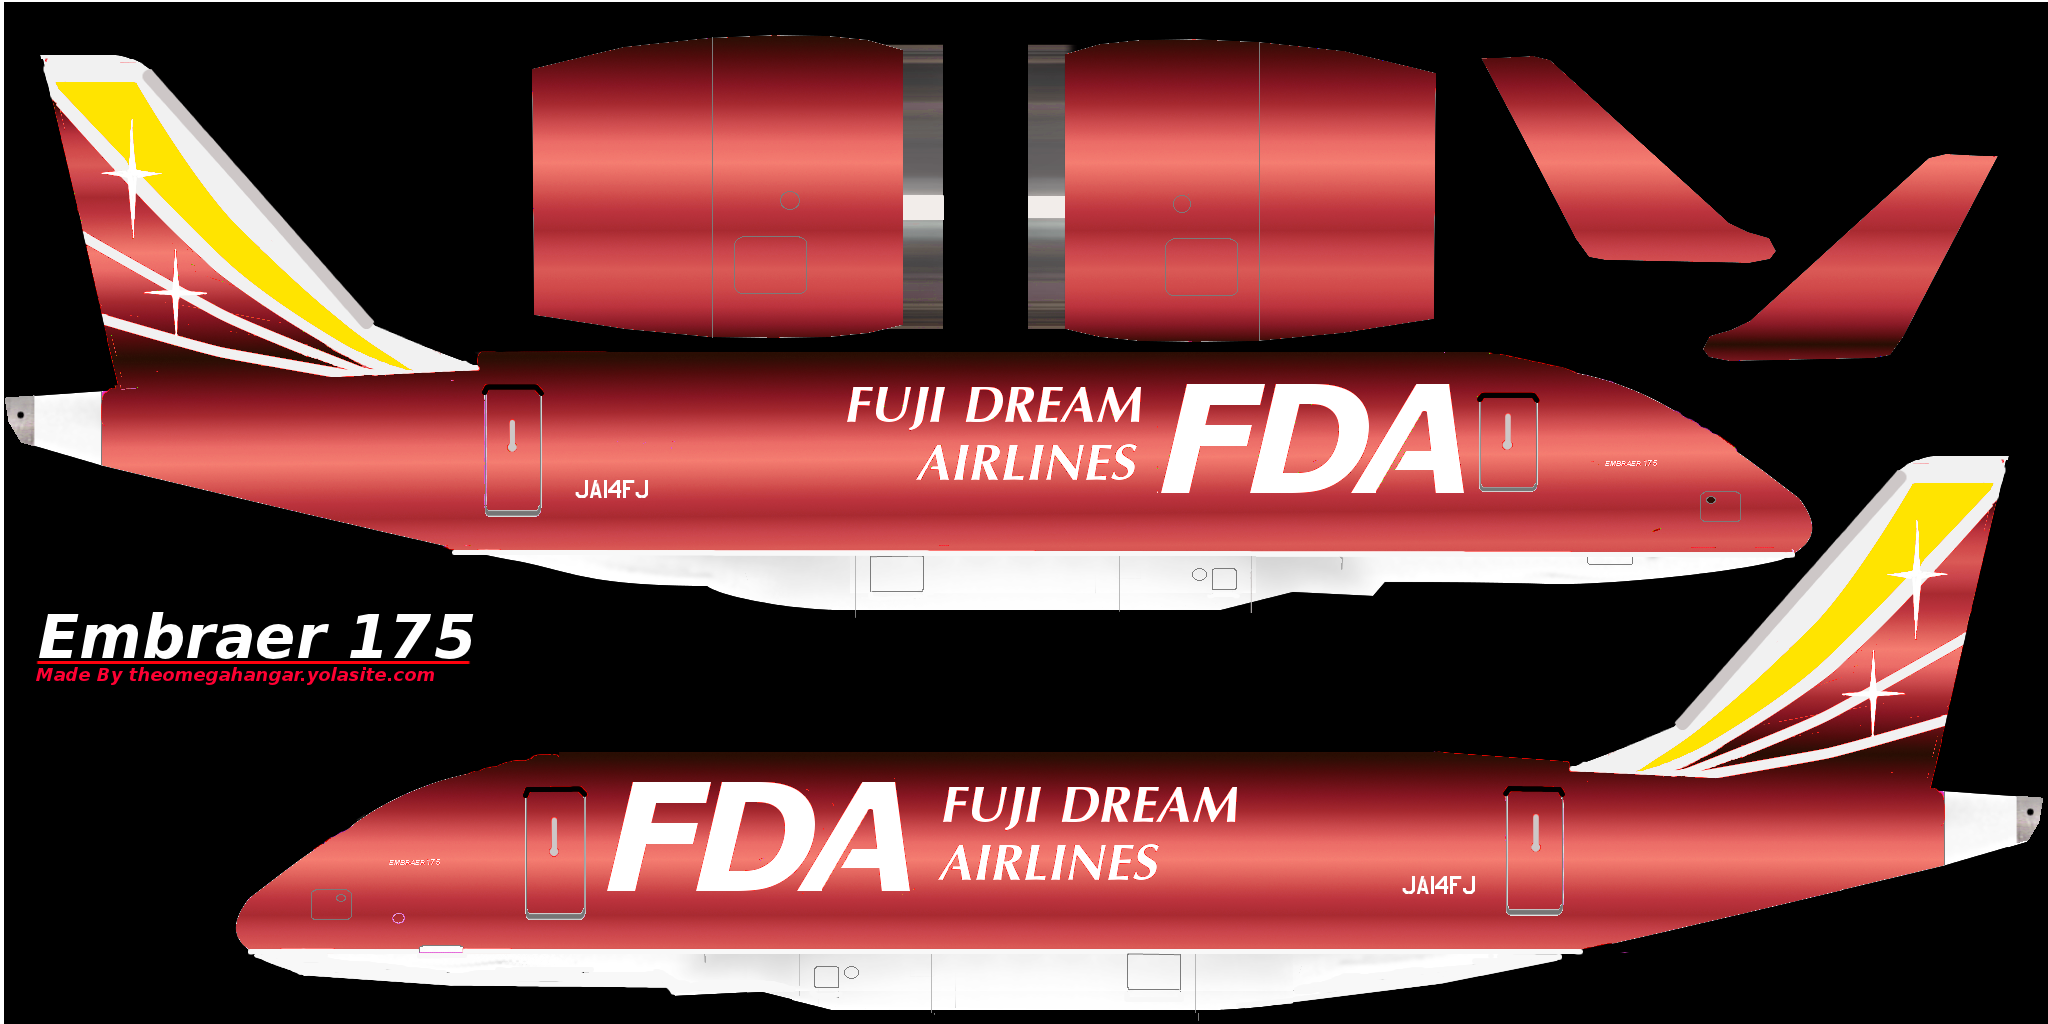 FUJI DREAM
AIRLINES
FDA
EMBRAER 175
JA14FJ
Embraer 175
Made By theomegahangar.yolasite.com
FDA
FUJI DREAM
AIRLINES
EMBRAER 175
JA14FJ